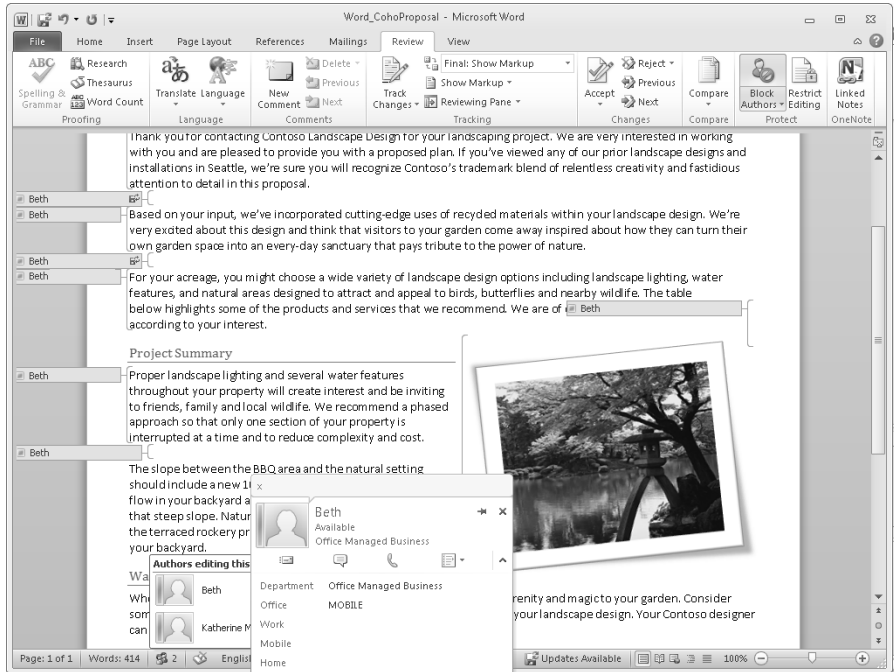 Word_CohoProposal - Microsoft Word
File Home Insert Page Layout References Mailings Review View
ABC Research Delete Final: Show Markup Reject
Thesaurus Previous Show Markup Previous
Spelling & Grammar Word Count Translate Language New Comment Next Track Changes Reviewing Pane Accept Next Compare Block Authors Restrict Editing Linked Notes
Proofing Language Comments Tracking Changes Compare Protect OneNote
Thank you for contacting Contoso Landscape Design for your landscaping project. We are very interested in working
with you and are pleased to provide you with a proposed plan. If you've viewed any of our prior landscape designs and
installations in Seattle, we're sure you will recognize Contoso's trademark blend of relentless creativity and fastidious
attention to detail in this proposal.
Beth
Beth
Based on your input, we've incorporated cutting-edge uses of recycled materials within your landscape design. We're
very excited about this design and think that visitors to your garden come away inspired about how they can turn their
own garden space into an every-day sanctuary that pays tribute to the power of nature.
Beth
Beth
For your acreage, you might choose a wide variety of landscape design options including landscape lighting, water
features, and natural areas designed to attract and appeal to birds, butterflies and nearby wildlife. The table
below highlights some of the products and services that we recommend. We are of
Beth
according to your interest.
Project Summary
Beth
Proper landscape lighting and several water features
throughout your property will create interest and be inviting
to friends, family and local wildlife. We recommend a phased
approach so that only one section of your property is
interrupted at a time and to reduce complexity and cost.
Beth
The slope between the BBQ area and the natural setting
should include a new 1
flow in your backyard a
that steep slope. Natur
the terraced rockery pr
your backyard.
x
Beth
Available
Office Managed Business
Department Office Managed Business
Office MOBILE
Work
Mobile
Home
Authors editing this
Beth
Katherine M
Wa
Whe
som
can
renity and magic to your garden. Consider
your landscape design. Your Contoso designer
Page: 1 of 1 Words: 414 2 Englis Updates Available 100%